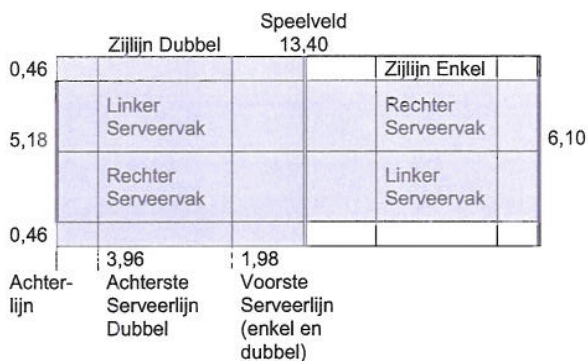 Speelveld
Zijlijn Dubbel 13,40
0,46 Zijlijn Enkel
Linker
Serveervak
Rechter
Serveervak
5,18
6,10
Rechter
Serveervak
Linker
Serveervak
0,46
3,96
1,98
Achter-
lijn
Achterste
Serveerlijn
Dubbel
Voorste
Serveerlijn
(enkel en
dubbel)